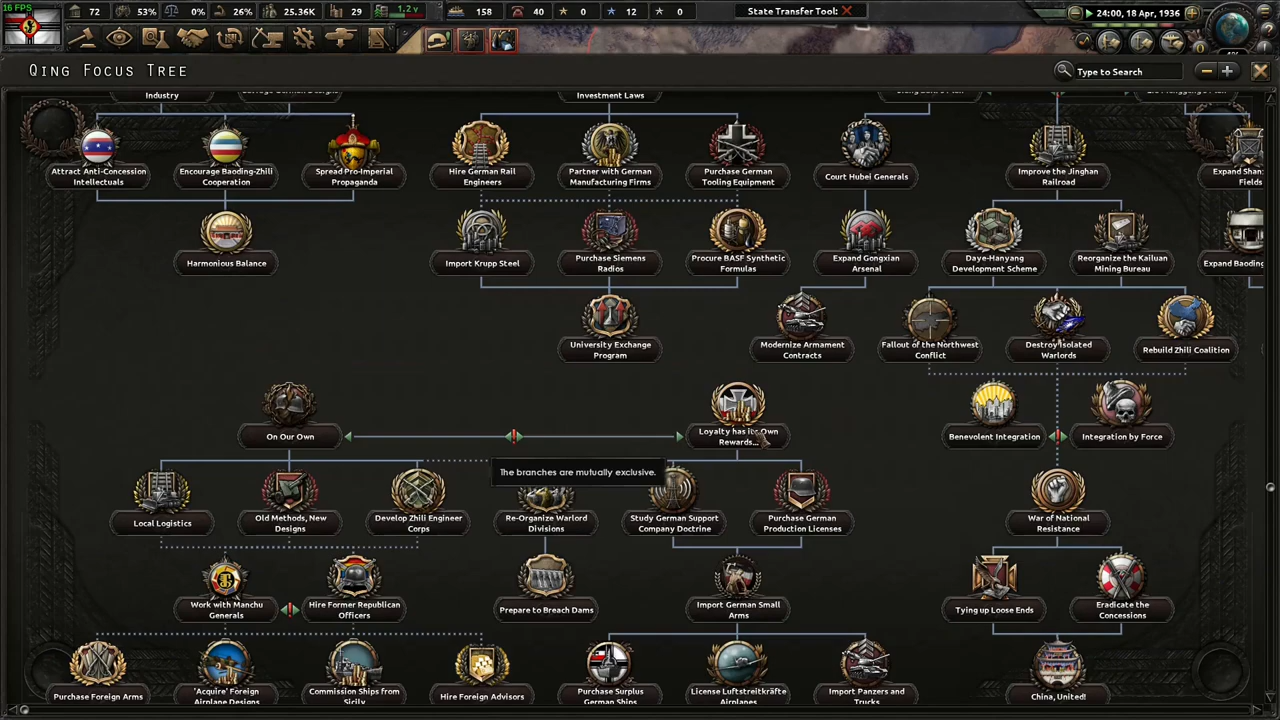 16 FPS
72
53%
0%
26%
25.36K
29
1.2 v
158
40
0
12
0
State Transfer Tool:
24:00, 18 Apr, 1936
Qing Focus Tree
Type to Search
Industry
Investment Laws
Attract Anti-Concession
Intellectuals
Encourage Baoding-Zhili
Cooperation
Spread Pro-Imperial
Propaganda
Hire German Rail
Engineers
Partner with German
Manufacturing Firms
Purchase German
Tooling Equipment
Court Hubei Generals
Improve the Jinghan
Railroad
Expand Shan
Fields
Harmonious Balance
Import Krupp Steel
Purchase Siemens
Radios
Procure BASF Synthetic
Formulas
Expand Gongxian
Arsenal
Daye-Hanyang
Development Scheme
Reorganize the Kailuan
Mining Bureau
Expand Baoding
University Exchange
Program
Modernize Armament
Contracts
Fallout of the Northwest
Conflict
Destroy Isolated
Warlords
Rebuild Zhili Coalition
On Our Own
Loyalty has its Own
Rewards...
Benevolent Integration
Integration by Force
The branches are mutually exclusive.
Local Logistics
Old Methods, New
Designs
Develop Zhili Engineer
Corps
Re-Organize Warlord
Divisions
Study German Support
Company Doctrine
Purchase German
Production Licenses
War of National
Resistance
Work with Manchu
Generals
Hire Former Republican
Officers
Prepare to Breach Dams
Import German Small
Arms
Tying up Loose Ends
Eradicate the
Concessions
Purchase Foreign Arms
'Acquire' Foreign
Airplane Designs
Commission Ships from
Sicily
Hire Foreign Advisors
Purchase Surplus
German Ships
License Luftstreitkräfte
Airplanes
Import Panzers and
Trucks
China, United!